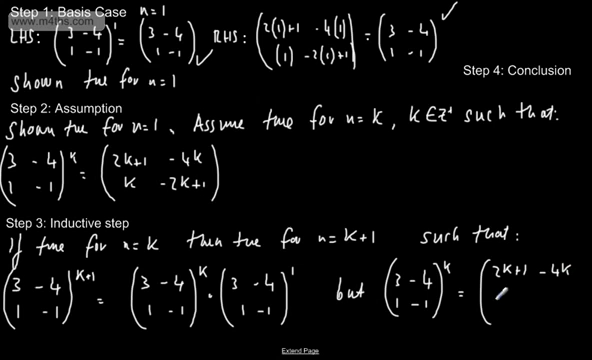 Step 1: Basis Case n=1
www.m4ths.com
LHS: (3 -4; 1 -1)^1 = (3 -4; 1 -1) ✓ RHS: (2(1)+1 -4(1); (1) -2(1)+1) = (3 -4; 1 -1) ✓
Shown true for n=1
Step 4: Conclusion
Step 2: Assumption
Shown true for n=1, Assume true for n=k, k∈Z⁺ such that:
(3 -4; 1 -1)^k = (2k+1 -4k; k -2k+1)
Step 3: Inductive step
If true for n=k then true for n=k+1 such that:
(3 -4; 1 -1)^k+1 = (3 -4; 1 -1)^k · (3 -4; 1 -1)^1 but (3 -4; 1 -1)^k = (2k+1 -4k
Extend Page